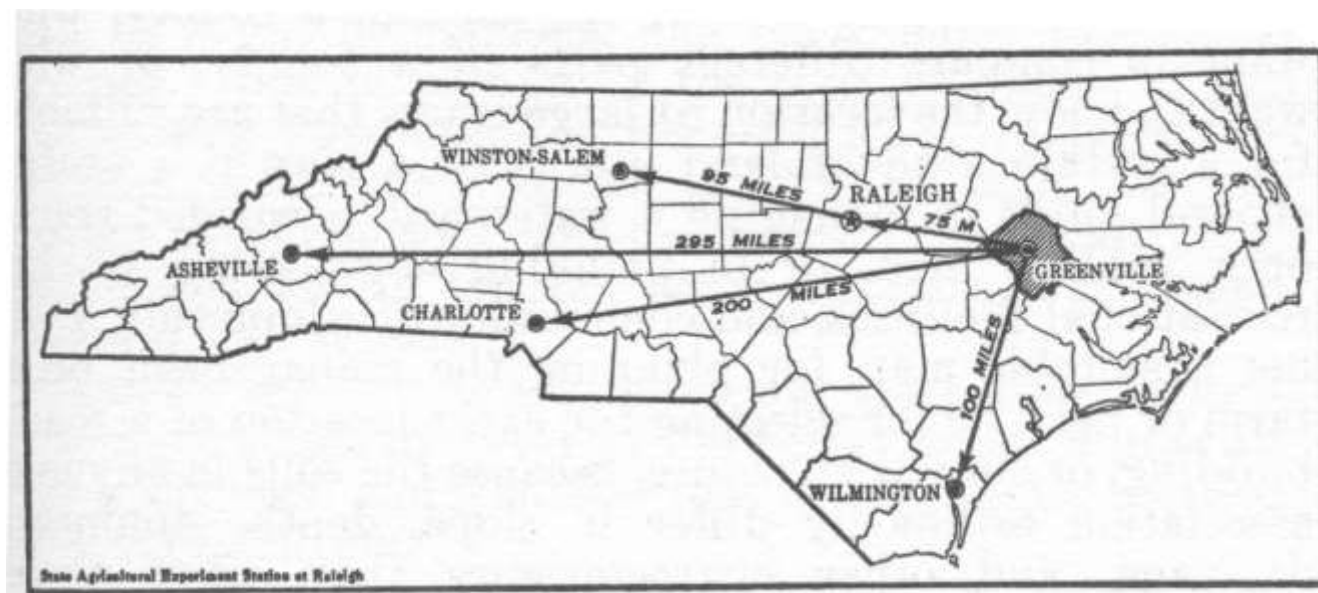 WINSTON-SALEM
95 MILES
RALEIGH
75 M
295 MILES
ASHEVILLE
GREENVILLE
CHARLOTTE
200 MILES
100 MILES
WILMINGTON
State Agricultural Experiment Station at Raleigh